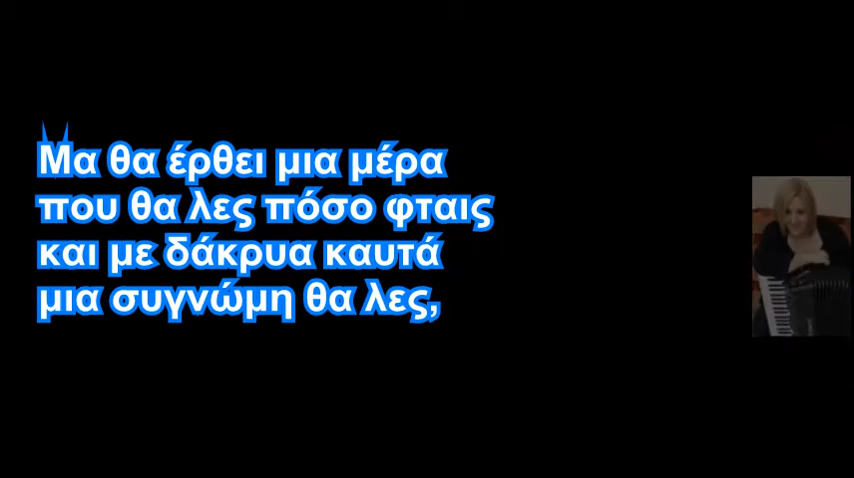 Μα θα έρθει μια μέρα
που θα λες πόσο φταις
και με δάκρυα καυτά
μια συγνώμη θα λες,